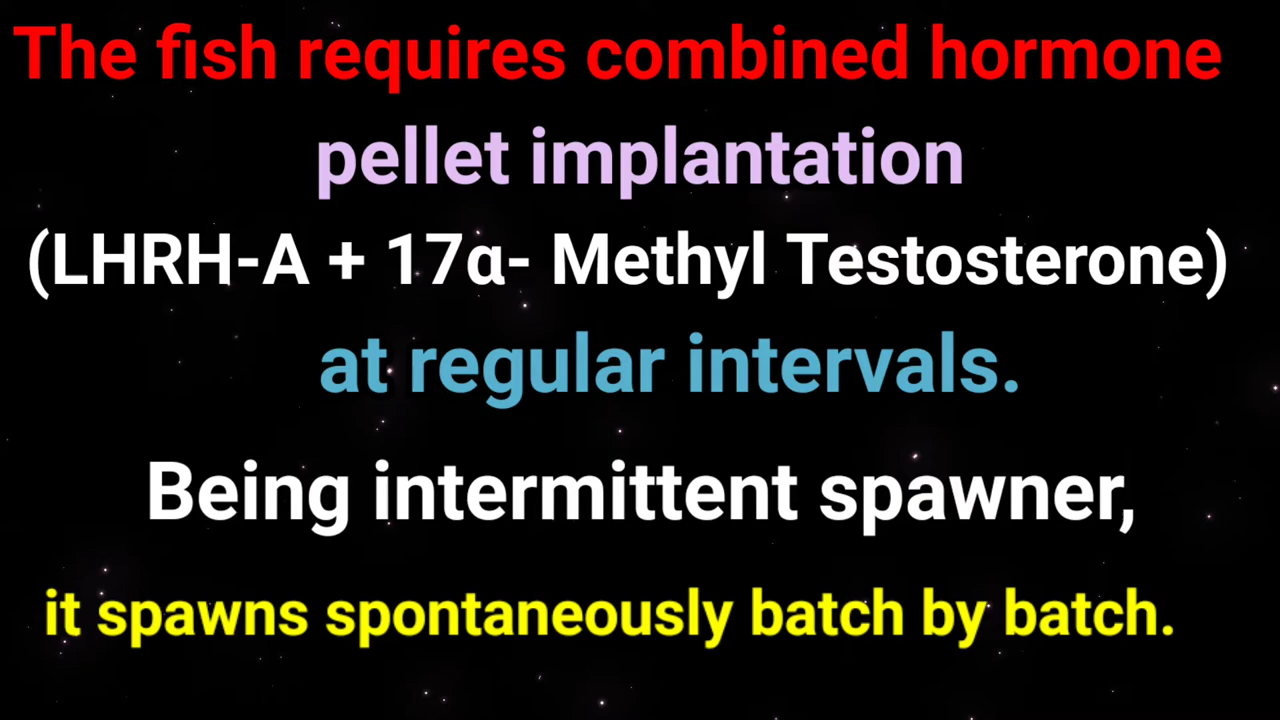 The fish requires combined hormone
pellet implantation
(LHRH-A + 17α- Methyl Testosterone)
at regular intervals.
Being intermittent spawner,
it spawns spontaneously batch by batch.